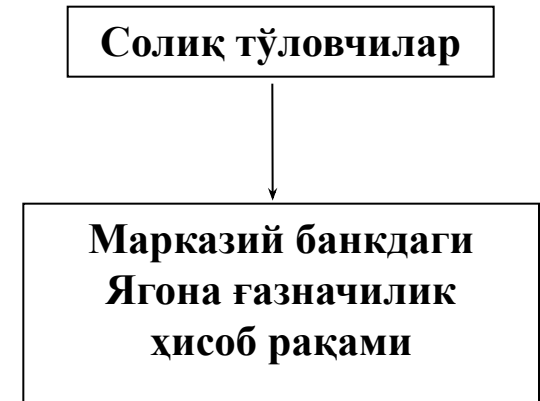 Солиқ тўловчилар
Марказий банкдаги
Ягона ғазначилик
ҳисоб рақами